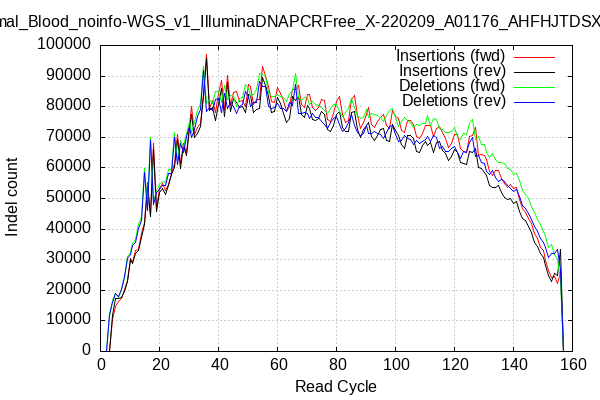 mal_Blood_noinfo-WGS_v1_IlluminaDNAPCRFree_X-220209_A01176_AHFHJTDSX
100000
90000
80000
70000
60000
50000
40000
30000
20000
10000
0
Indel count
Insertions (fwd)
Insertions (rev)
Deletions (fwd)
Deletions (rev)
0 20 40 60 80 100 120 140 160
Read Cycle